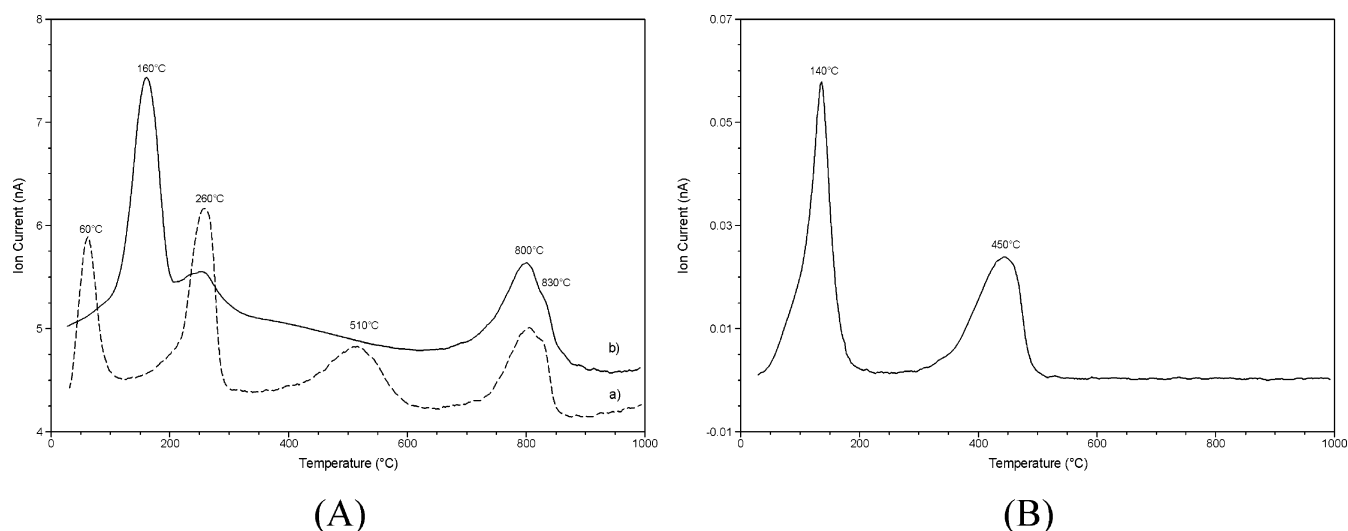 8
7
6
5
4
Ion Current (nA)
160°C
60°C
260°C
510°C
800°C
830°C
b)
a)
0
200
400
600
800
1000
Temperature (°C)
(A)
0.07
0.05
0.03
0.01
-0.01
Ion Current (nA)
140°C
450°C
0
200
400
600
800
1000
Temperature (°C)
(B)